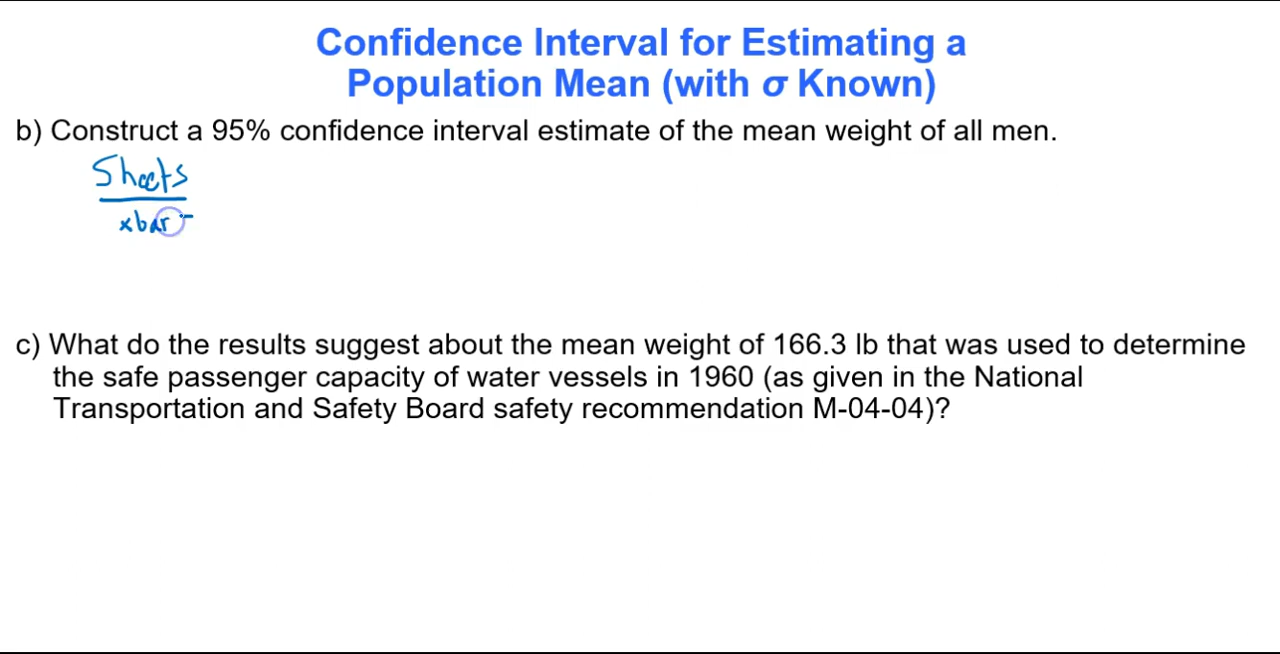 Confidence Interval for Estimating a
Population Mean (with σ Known)
b) Construct a 95% confidence interval estimate of the mean weight of all men.
Sheets
xbar -
c) What do the results suggest about the mean weight of 166.3 lb that was used to determine
the safe passenger capacity of water vessels in 1960 (as given in the National
Transportation and Safety Board safety recommendation M-04-04)?